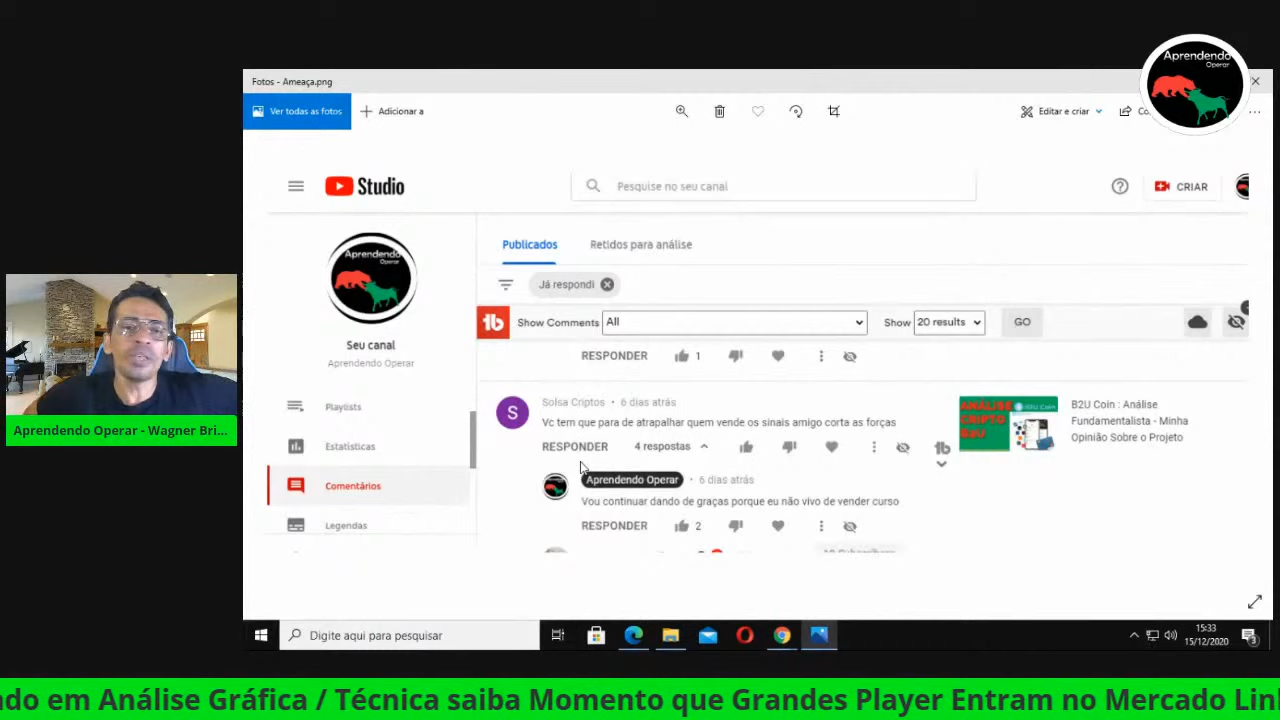 Fotos - Ameaça.png
Aprendendo
Operar
Ver todas as fotos
Adicionar a
Editar e criar
Studio
Pesquise no seu canal
CRIAR
Aprendendo
Operar
Publicados
Retidos para análise
Já respondi
Show Comments
All
Show
20 results
GO
Seu canal
Aprendendo Operar
RESPONDER
1
Playlists
Estatísticas
Comentários
Legendas
S
Solsa Criptos • 6 dias atrás
Vc tem que para de atrapalhar quem vende os sinais amigo corta as forças
RESPONDER
4 respostas
B2U Coin : Análise
Fundamentalista - Minha
Opinião Sobre o Projeto
Aprendendo Operar • 6 dias atrás
Vou continuar dando de graças porque eu não vivo de vender curso
RESPONDER
2
Aprendendo Operar - Wagner Bri...
Digite aqui para pesquisar
15:33
15/12/2020
3
do em Análise Gráfica / Técnica saiba Momento que Grandes Player Entram no Mercado Lin